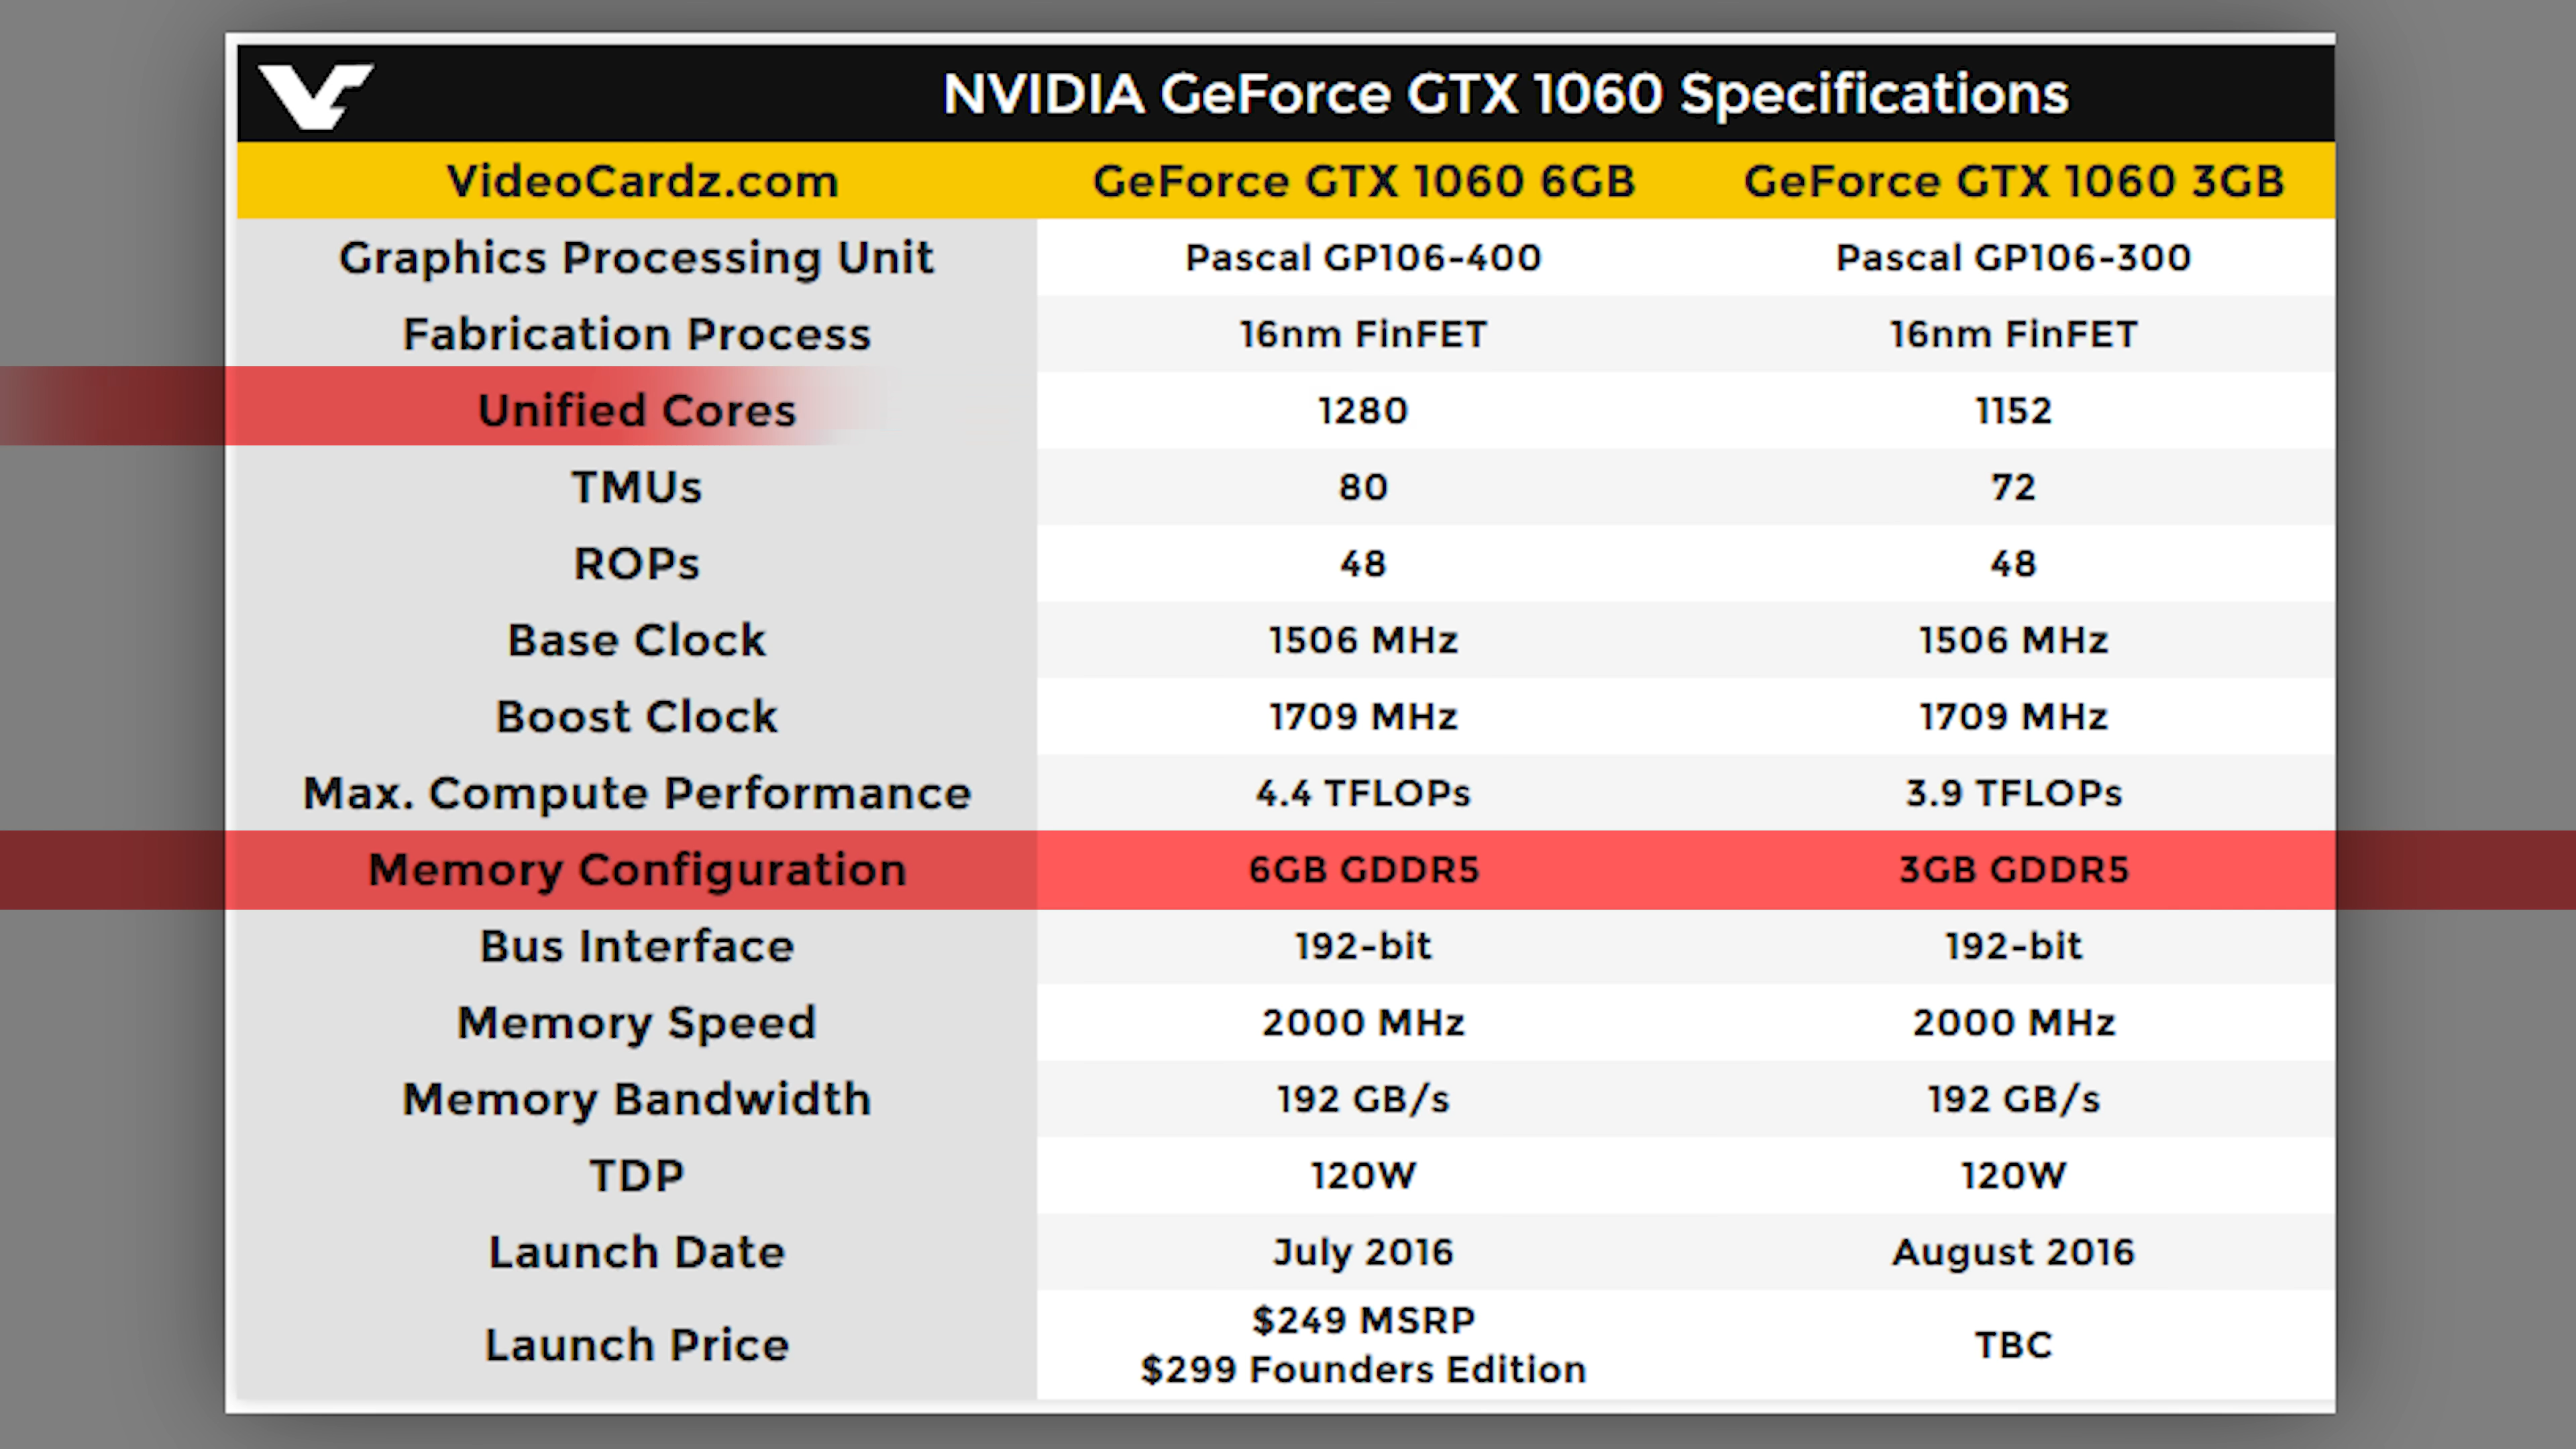 NVIDIA GeForce GTX 1060 Specifications
VideoCardz.com GeForce GTX 1060 6GB GeForce GTX 1060 3GB
Graphics Processing Unit Pascal GP106-400 Pascal GP106-300
Fabrication Process 16nm FinFET 16nm FinFET
Unified Cores 1280 1152
TMUs 80 72
ROPs 48 48
Base Clock 1506 MHz 1506 MHz
Boost Clock 1709 MHz 1709 MHz
Max. Compute Performance 4.4 TFLOPs 3.9 TFLOPs
Memory Configuration 6GB GDDR5 3GB GDDR5
Bus Interface 192-bit 192-bit
Memory Speed 2000 MHz 2000 MHz
Memory Bandwidth 192 GB/s 192 GB/s
TDP 120W 120W
Launch Date July 2016 August 2016
Launch Price $249 MSRP TBC
$299 Founders Edition